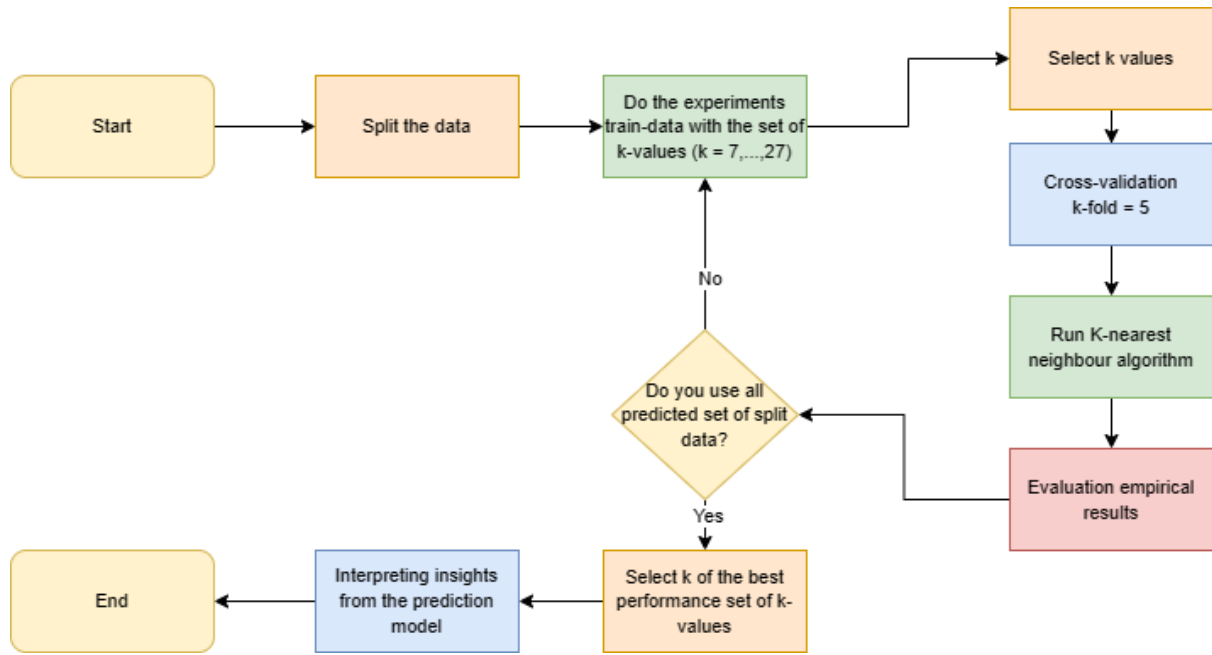 Start
Split the data
Do the experiments
train-data with the set of
k-values (k = 7,...,27)
Select k values
Cross-validation
k-fold = 5
Run K-nearest
neighbour algorithm
Evaluation empirical
results
Do you use all
predicted set of split
data?
No
Yes
Select k of the best
performance set of k-
values
Interpreting insights
from the prediction
model
End